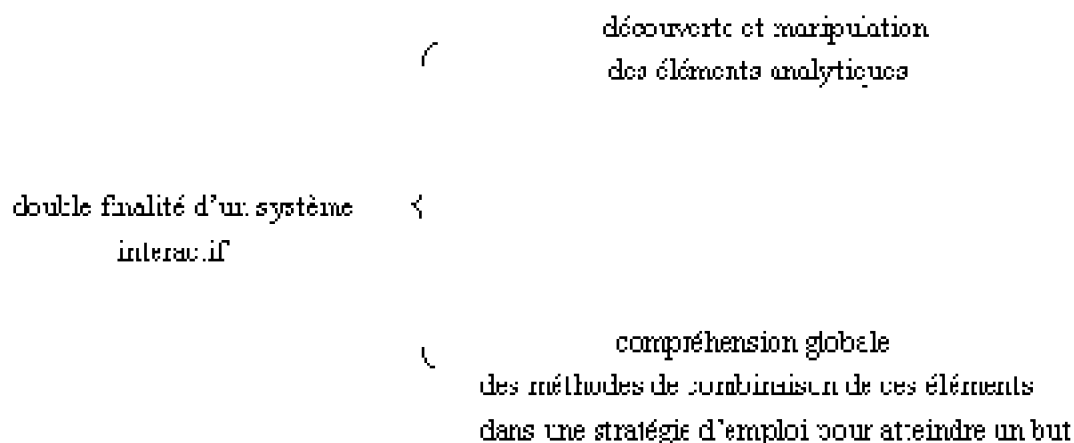 découverte et manipulation
des éléments analytiques
double finalité d'un système
interactif
compréhension globale
des méthodes de combinaison de ces éléments
dans une stratégie d'emploi pour atteindre un but